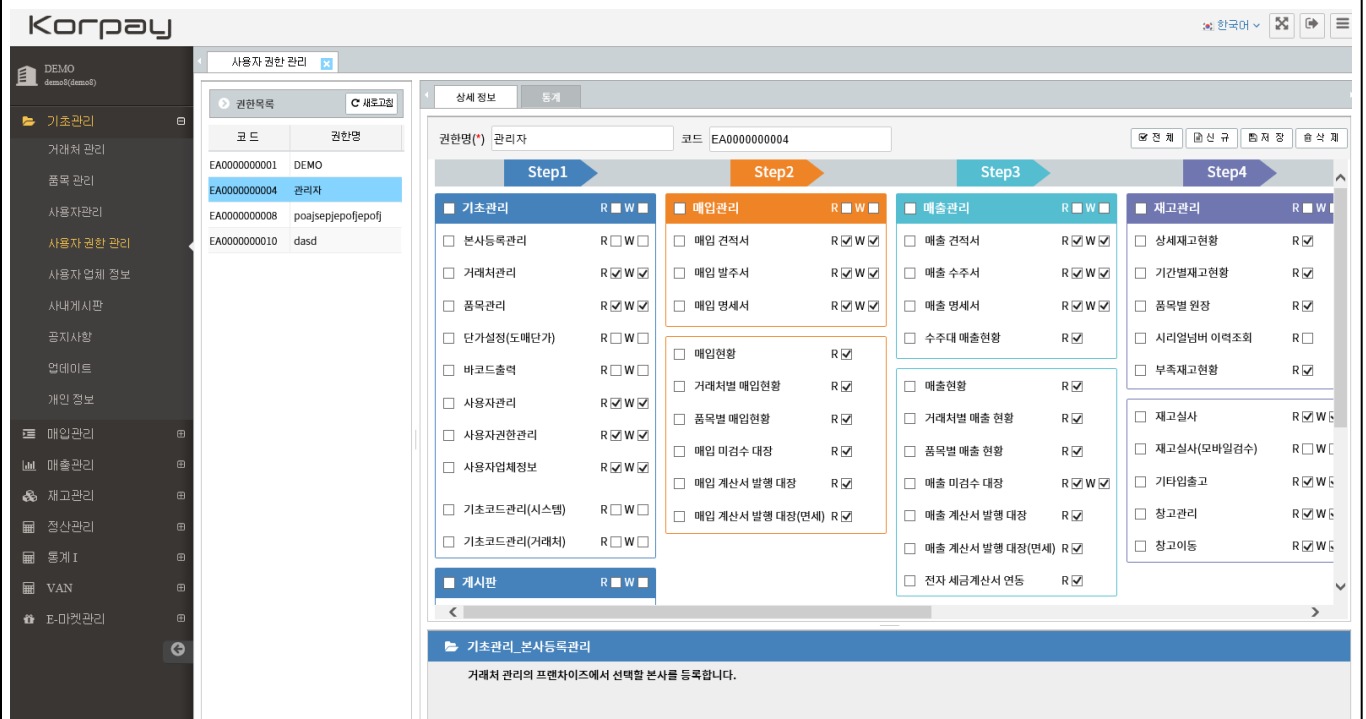 Korpay
한국어
DEMO
demo8(demo8)
기초관리
거래처 관리
품목 관리
사용자관리
사용자 권한 관리
사용자 업체 정보
사내게시판
공지사항
업데이트
개인 정보
매입관리
매출관리
재고관리
정산관리
통계 I
VAN
E-마켓관리
사용자 권한 관리
권한목록
새로고침
코드 권한명
EA0000000001 DEMO
EA0000000004 관리자
EA0000000008 poajsepjepofjepofj
EA0000000010 dasd
상세 정보 통계
권한명(*) 관리자 코드 EA0000000004 전 체 신 규 저 장 삭 제
Step1 Step2 Step3 Step4
기초관리 R W
본사등록관리 R W
거래처관리 R W
품목관리 R W
단가설정(도매단가) R W
바코드출력 R W
사용자관리 R W
사용자권한관리 R W
사용자업체정보 R W
기초코드관리(시스템) R W
기초코드관리(거래처) R W
게시판 R W
매입관리 R W
매입 견적서 R W
매입 발주서 R W
매입 명세서 R W
매입현황 R
거래처별 매입현황 R
품목별 매입현황 R
매입 미검수 대장 R
매입 계산서 발행 대장 R
매입 계산서 발행 대장(면세) R
매출관리 R W
매출 견적서 R W
매출 수주서 R W
매출 명세서 R W
수주대 매출현황 R
매출현황 R
거래처별 매출 현황 R
품목별 매출 현황 R
매출 미검수 대장 R W
매출 계산서 발행 대장 R
매출 계산서 발행 대장(면세) R
전자 세금계산서 연동 R
재고관리 R W
상세재고현황 R
기간별재고현황 R
품목별 원장 R
시리얼넘버 이력조회 R
부족재고현황 R
재고실사 R W
재고실사(모바일검수) R W
기타입출고 R W
창고관리 R W
창고이동 R W
기초관리_본사등록관리
거래처 관리의 프랜차이즈에서 선택할 본사를 등록합니다.